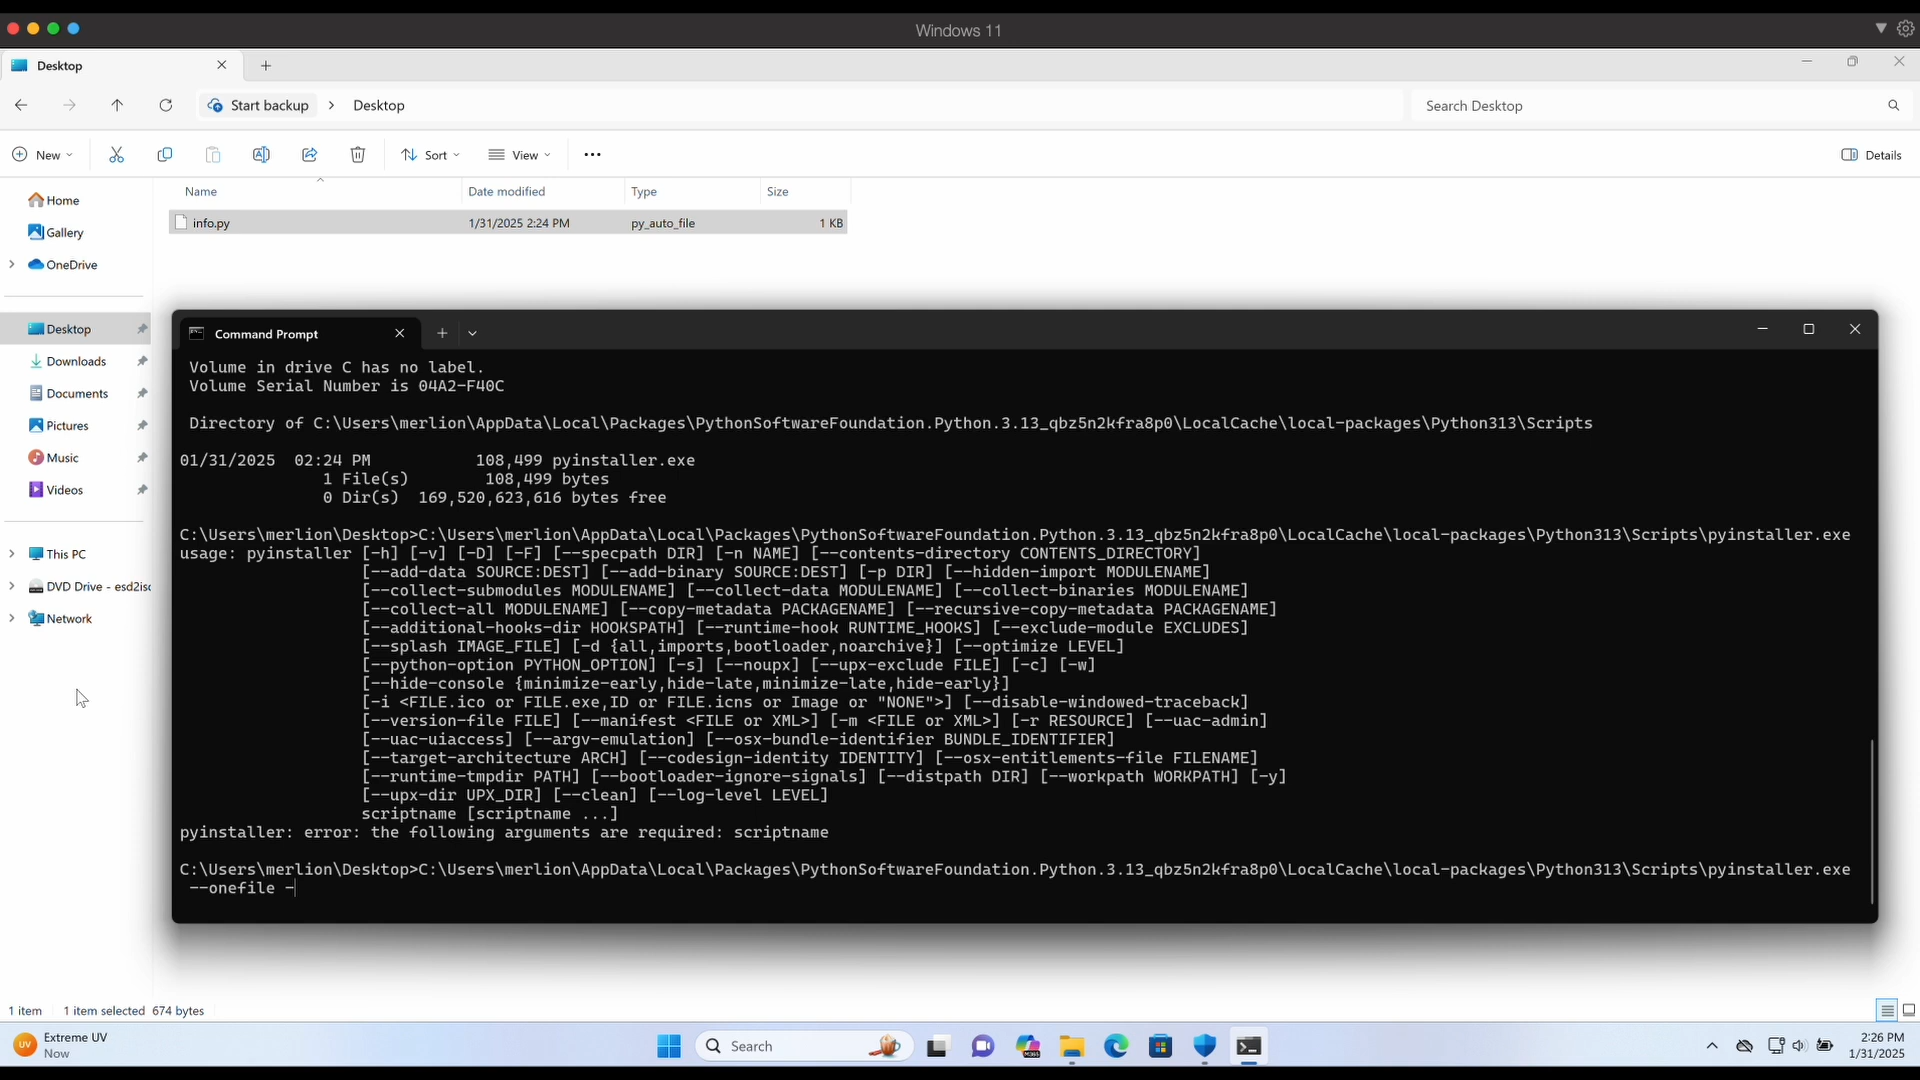 Windows 11
Desktop
Start backup > Desktop
Search Desktop
New
Sort
View
Details
Name Date modified Type Size
info.py 1/31/2025 2:24 PM py_auto_file 1 KB
Home
Gallery
OneDrive
Desktop
Downloads
Documents
Pictures
Music
Videos
This PC
DVD Drive - esd2iso
Network
Command Prompt
Volume in drive C has no label.
Volume Serial Number is 04A2-F40C
Directory of C:\Users\merlion\AppData\Local\Packages\PythonSoftwareFoundation.Python.3.13_qbz5n2kfra8p0\LocalCache\local-packages\Python313\Scripts
01/31/2025  02:24 PM           108,499 pyinstaller.exe
               1 File(s)        108,499 bytes
               0 Dir(s)  169,520,623,616 bytes free
C:\Users\merlion\Desktop>C:\Users\merlion\AppData\Local\Packages\PythonSoftwareFoundation.Python.3.13_qbz5n2kfra8p0\LocalCache\local-packages\Python313\Scripts\pyinstaller.exe
usage: pyinstaller [-h] [-v] [-D] [-F] [--specpath DIR] [-n NAME] [--contents-directory CONTENTS_DIRECTORY]
                   [--add-data SOURCE:DEST] [--add-binary SOURCE:DEST] [-p DIR] [--hidden-import MODULENAME]
                   [--collect-submodules MODULENAME] [--collect-data MODULENAME] [--collect-binaries MODULENAME]
                   [--collect-all MODULENAME] [--copy-metadata PACKAGENAME] [--recursive-copy-metadata PACKAGENAME]
                   [--additional-hooks-dir HOOKSPATH] [--runtime-hook RUNTIME_HOOKS] [--exclude-module EXCLUDES]
                   [--splash IMAGE_FILE] [-d {all,imports,bootloader,noarchive}] [--optimize LEVEL]
                   [--python-option PYTHON_OPTION] [-s] [--noupx] [--upx-exclude FILE] [-c] [-w]
                   [--hide-console {minimize-early,hide-late,minimize-late,hide-early}]
                   [-i <FILE.ico or FILE.exe,ID or FILE.icns or Image or "NONE">] [--disable-windowed-traceback]
                   [--version-file FILE] [--manifest <FILE or XML>] [-m <FILE or XML>] [-r RESOURCE] [--uac-admin]
                   [--uac-uiaccess] [--argv-emulation] [--osx-bundle-identifier BUNDLE_IDENTIFIER]
                   [--target-architecture ARCH] [--codesign-identity IDENTITY] [--osx-entitlements-file FILENAME]
                   [--runtime-tmpdir PATH] [--bootloader-ignore-signals] [--distpath DIR] [--workpath WORKPATH] [-y]
                   [--upx-dir UPX_DIR] [--clean] [--log-level LEVEL]
                   scriptname [scriptname ...]
pyinstaller: error: the following arguments are required: scriptname
C:\Users\merlion\Desktop>C:\Users\merlion\AppData\Local\Packages\PythonSoftwareFoundation.Python.3.13_qbz5n2kfra8p0\LocalCache\local-packages\Python313\Scripts\pyinstaller.exe
--onefile -
1 item 1 item selected 674 bytes
UV
Extreme UV
Now
Search
M365
2:26 PM
1/31/2025